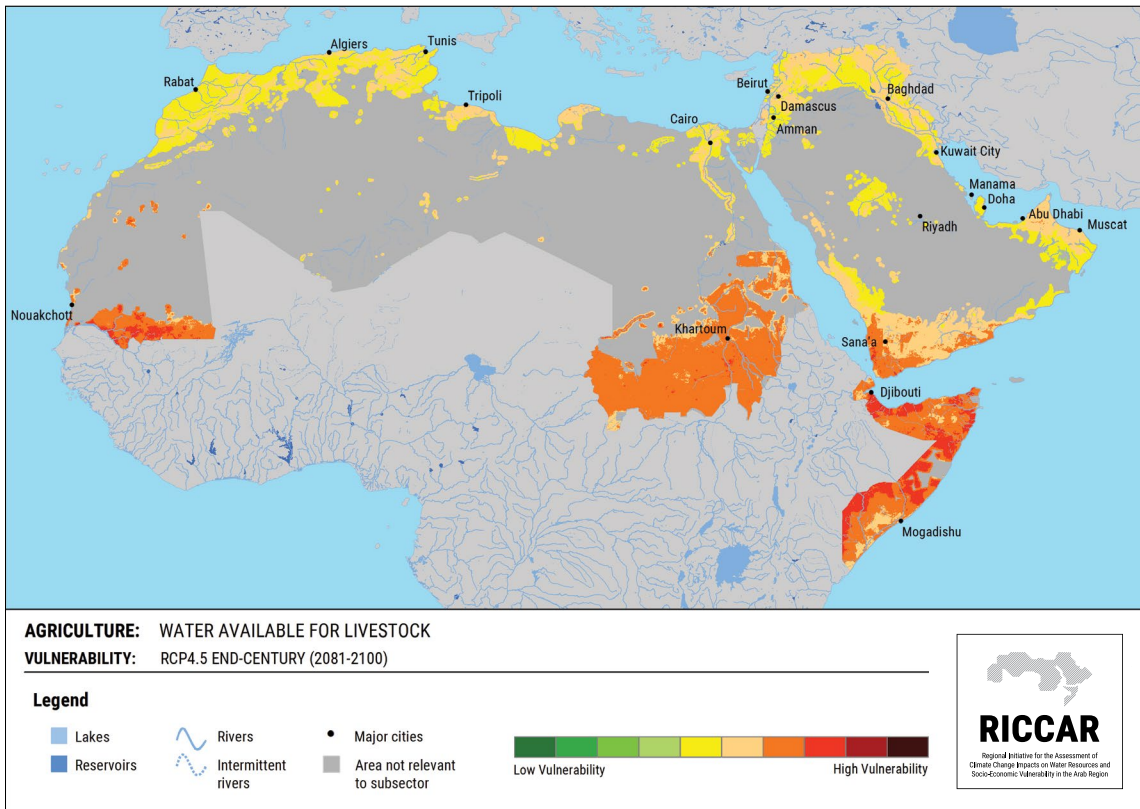 Algiers
Tunis
Rabat
Tripoli
Beirut
Damascus
Baghdad
Cairo
Amman
Kuwait City
Manama
Doha
Abu Dhabi
Riyadh
Muscat
Nouakchott
Khartoum
Sana'a
Djibouti
Mogadishu
AGRICULTURE: WATER AVAILABLE FOR LIVESTOCK
VULNERABILITY: RCP4.5 END-CENTURY (2081-2100)
Legend
Lakes
Reservoirs
Rivers
Intermittent
rivers
Major cities
Area not relevant
to subsector
Low Vulnerability
High Vulnerability
RICCAR
Regional Initiative for the Assessment of
Climate Change Impacts on Water Resources and
Socio-Economic Vulnerability in the Arab Region